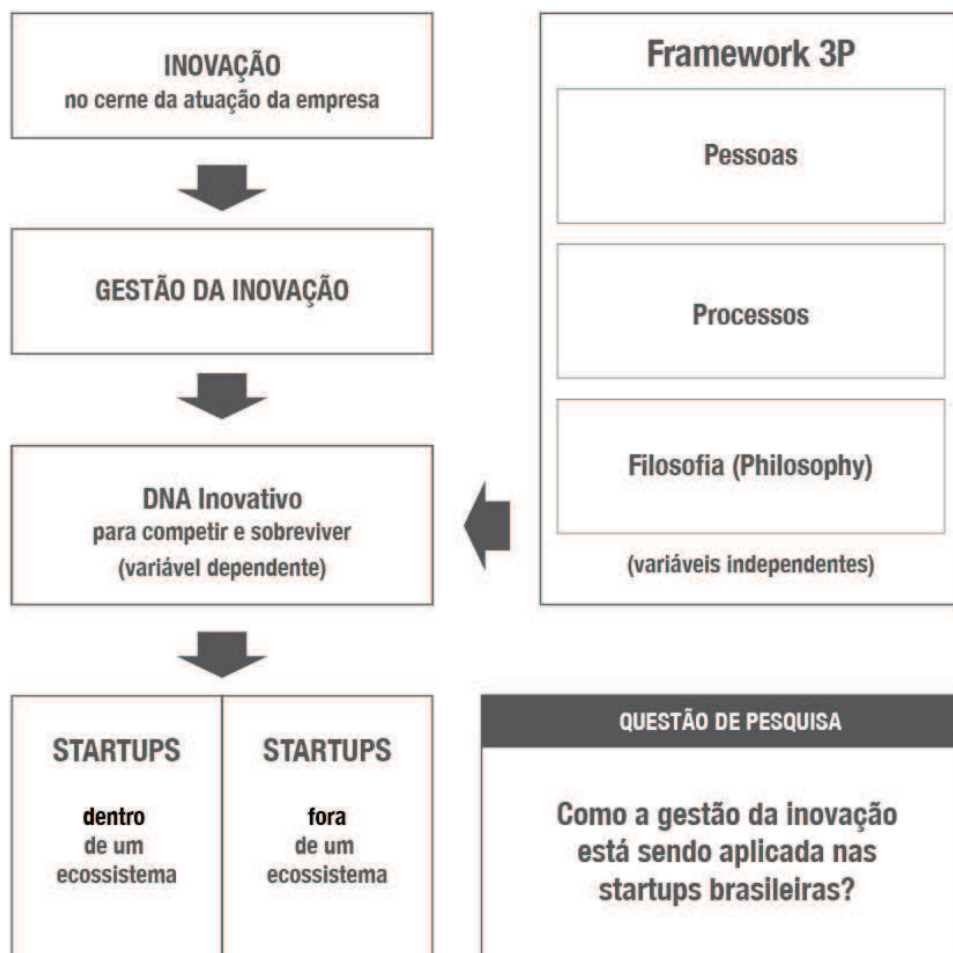 INOVAÇÃO
no cerne da atuação da empresa
GESTÃO DA INOVAÇÃO
DNA Inovativo
para competir e sobreviver
(variável dependente)
STARTUPS
dentro
de um
ecossistema
STARTUPS
fora
de um
ecossistema
Framework 3P
Pessoas
Processos
Filosofia (Philosophy)
(variáveis independentes)
QUESTÃO DE PESQUISA
Como a gestão da inovação
está sendo aplicada nas
startups brasileiras?